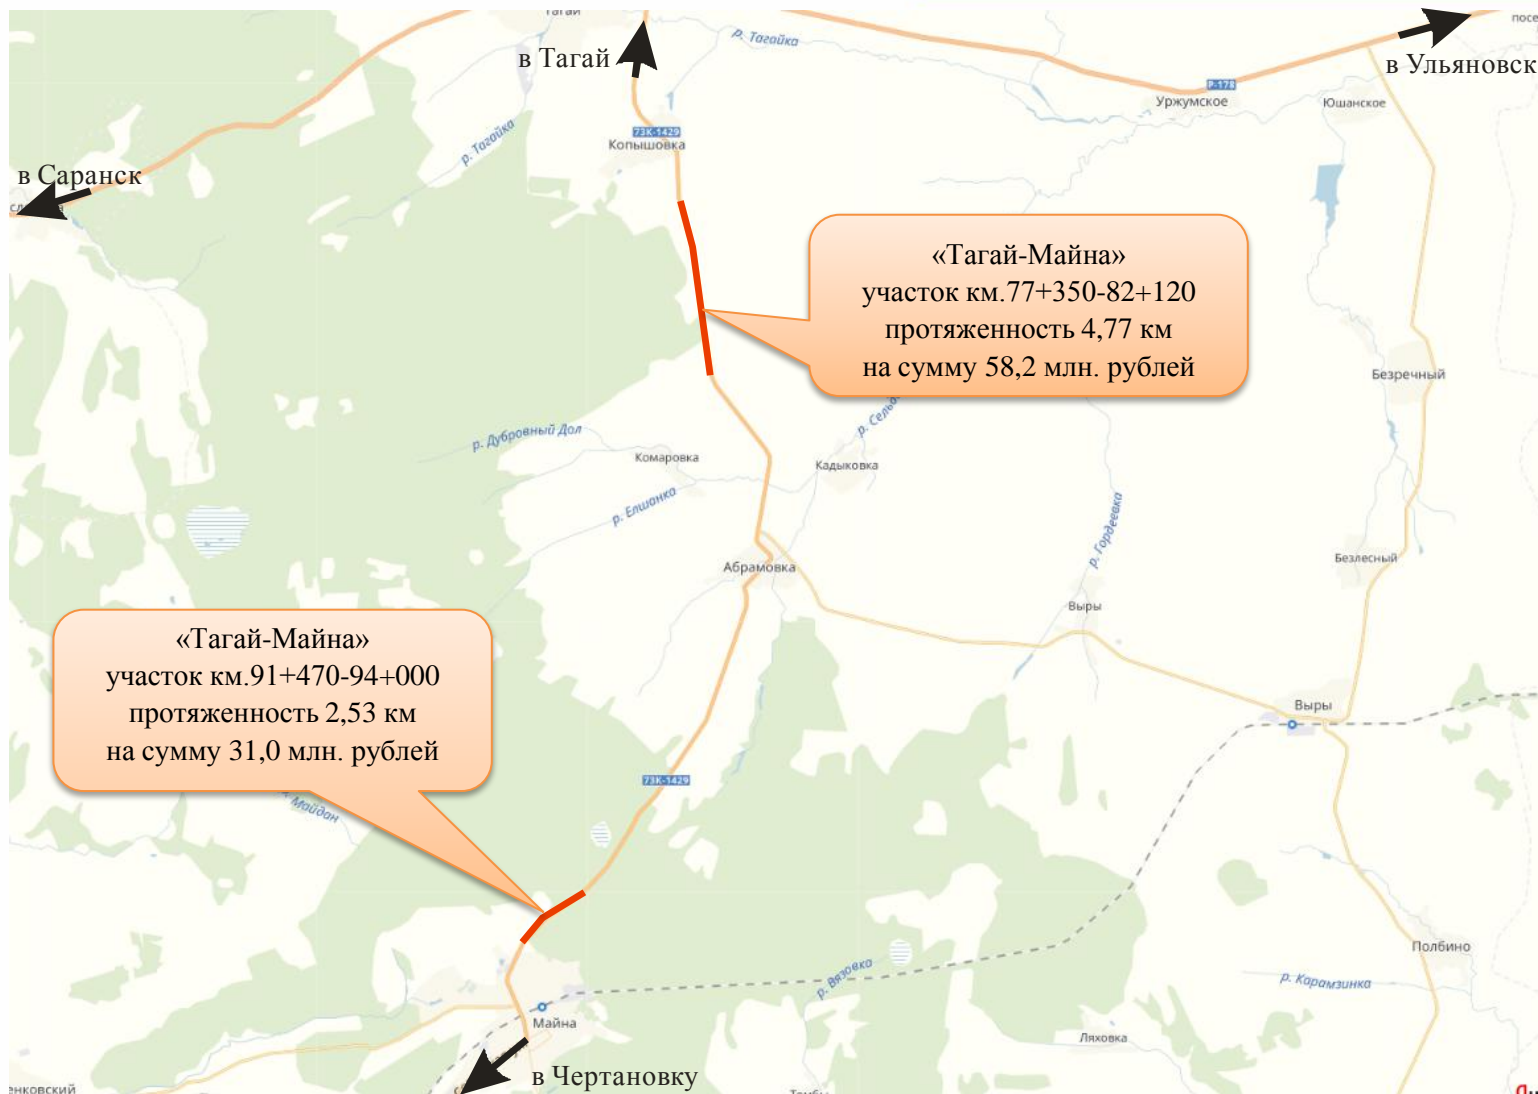 Тагай
в Тагай
р. Тагайка
в Ульяновск
Р-178
Уржумское
Юшанское
73К-1429
Копышовка
р. Тагайка
в Саранск
«Тагай-Майна»
участок км.77+350-82+120
протяженность 4,77 км
на сумму 58,2 млн. рублей
Безречный
р. Дубровный Дол
Комаровка
Кадыковка
р. Елшанка
р. Гордеевка
Абрамовка
Безлесный
Выры
«Тагай-Майна»
участок км.91+470-94+000
протяженность 2,53 км
на сумму 31,0 млн. рублей
Выры
73К-1429
Майдан
Полбино
р. Вязовка
р. Карамзинка
Майна
Ляховка
в Чертановку